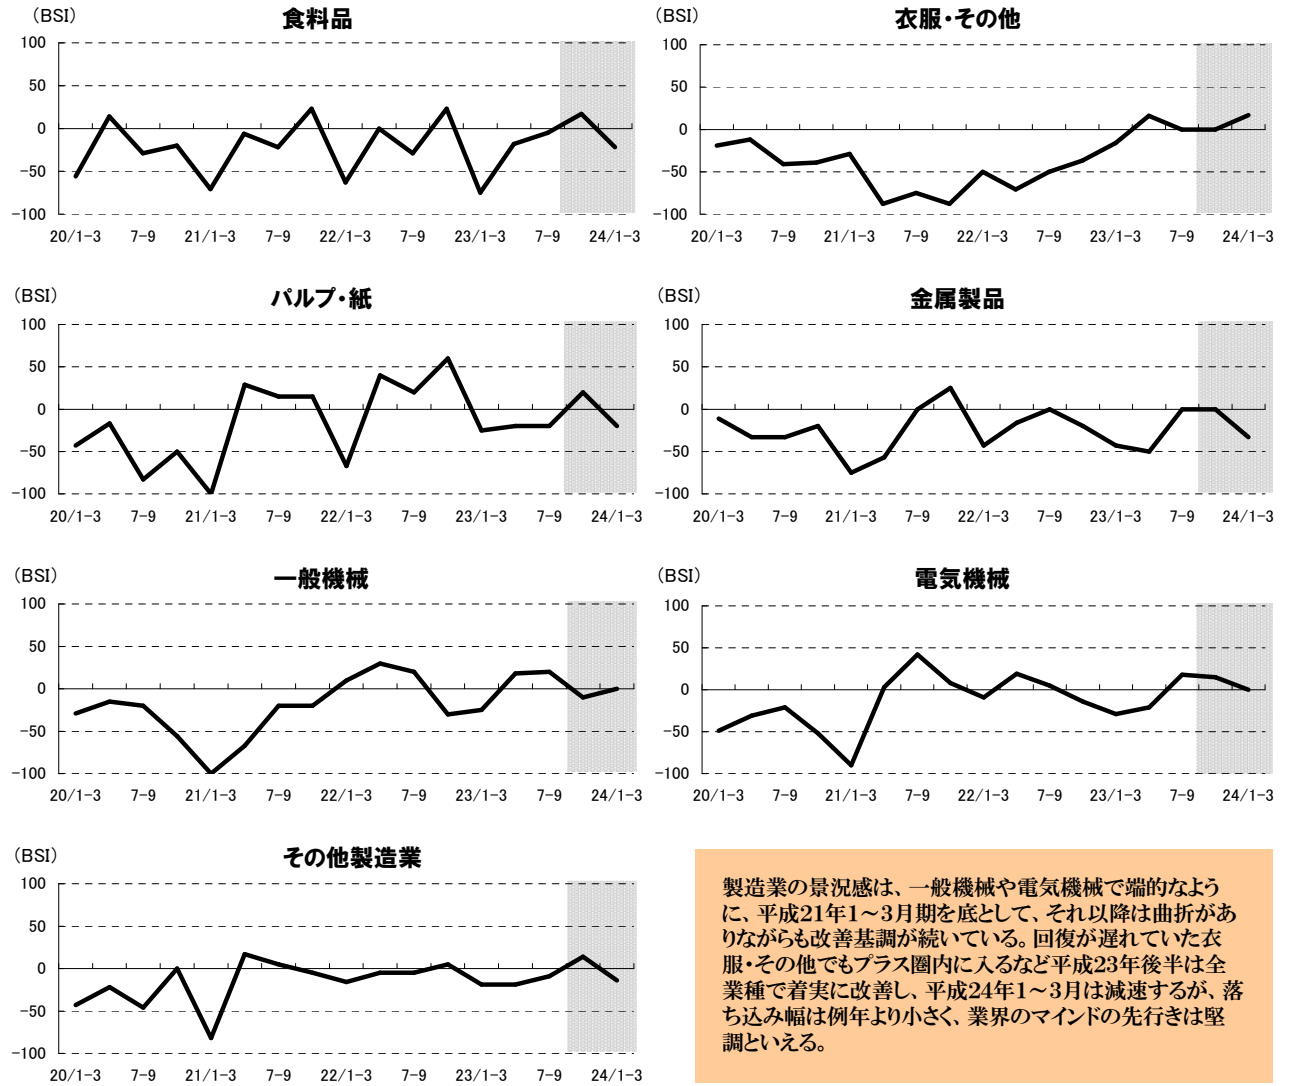 (BSI)
食料品
100
50
0
-50
-100
20/1-3 7-9 21/1-3 7-9 22/1-3 7-9 23/1-3 7-9 24/1-3
(BSI)
衣服・その他
100
50
0
-50
-100
20/1-3 7-9 21/1-3 7-9 22/1-3 7-9 23/1-3 7-9 24/1-3
(BSI)
パルプ・紙
100
50
0
-50
-100
20/1-3 7-9 21/1-3 7-9 22/1-3 7-9 23/1-3 7-9 24/1-3
(BSI)
金属製品
100
50
0
-50
-100
20/1-3 7-9 21/1-3 7-9 22/1-3 7-9 23/1-3 7-9 24/1-3
(BSI)
一般機械
100
50
0
-50
-100
20/1-3 7-9 21/1-3 7-9 22/1-3 7-9 23/1-3 7-9 24/1-3
(BSI)
電気機械
100
50
0
-50
-100
20/1-3 7-9 21/1-3 7-9 22/1-3 7-9 23/1-3 7-9 24/1-3
(BSI)
その他製造業
100
50
0
-50
-100
20/1-3 7-9 21/1-3 7-9 22/1-3 7-9 23/1-3 7-9 24/1-3
製造業の景況感は、一般機械や電気機械で端的なよう
に、平成21年1～3月期を底として、それ以降は曲折があ
りながらも改善基調が続いている。回復が遅れていた衣
服・その他でもプラス圏内に入るなど平成23年後半は全
業種で着実に改善し、平成24年1～3月は減速するが、落
ち込み幅は例年より小さく、業界のマインドの先行きは堅
調といえる。